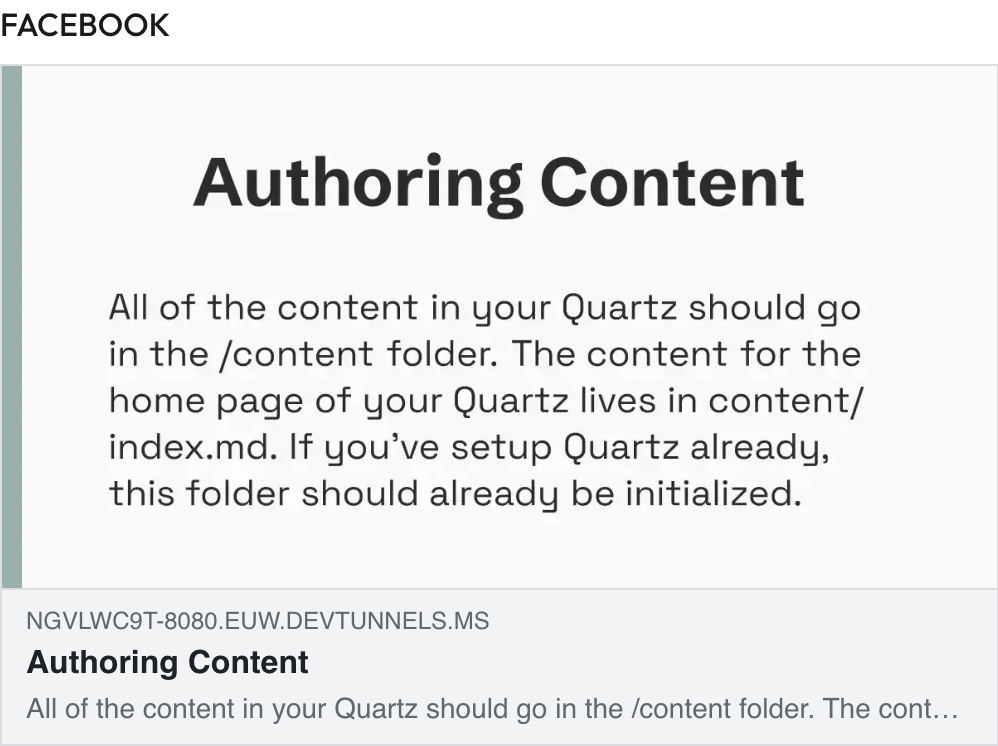 FACEBOOK
Authoring Content
All of the content in your Quartz should go
in the /content folder. The content for the
home page of your Quartz lives in content/
index.md. If you’ve setup Quartz already,
this folder should already be initialized.
NGVLWC9T-8080.EUW.DEVTUNNELS.MS
Authoring Content
All of the content in your Quartz should go in the /content folder. The cont…